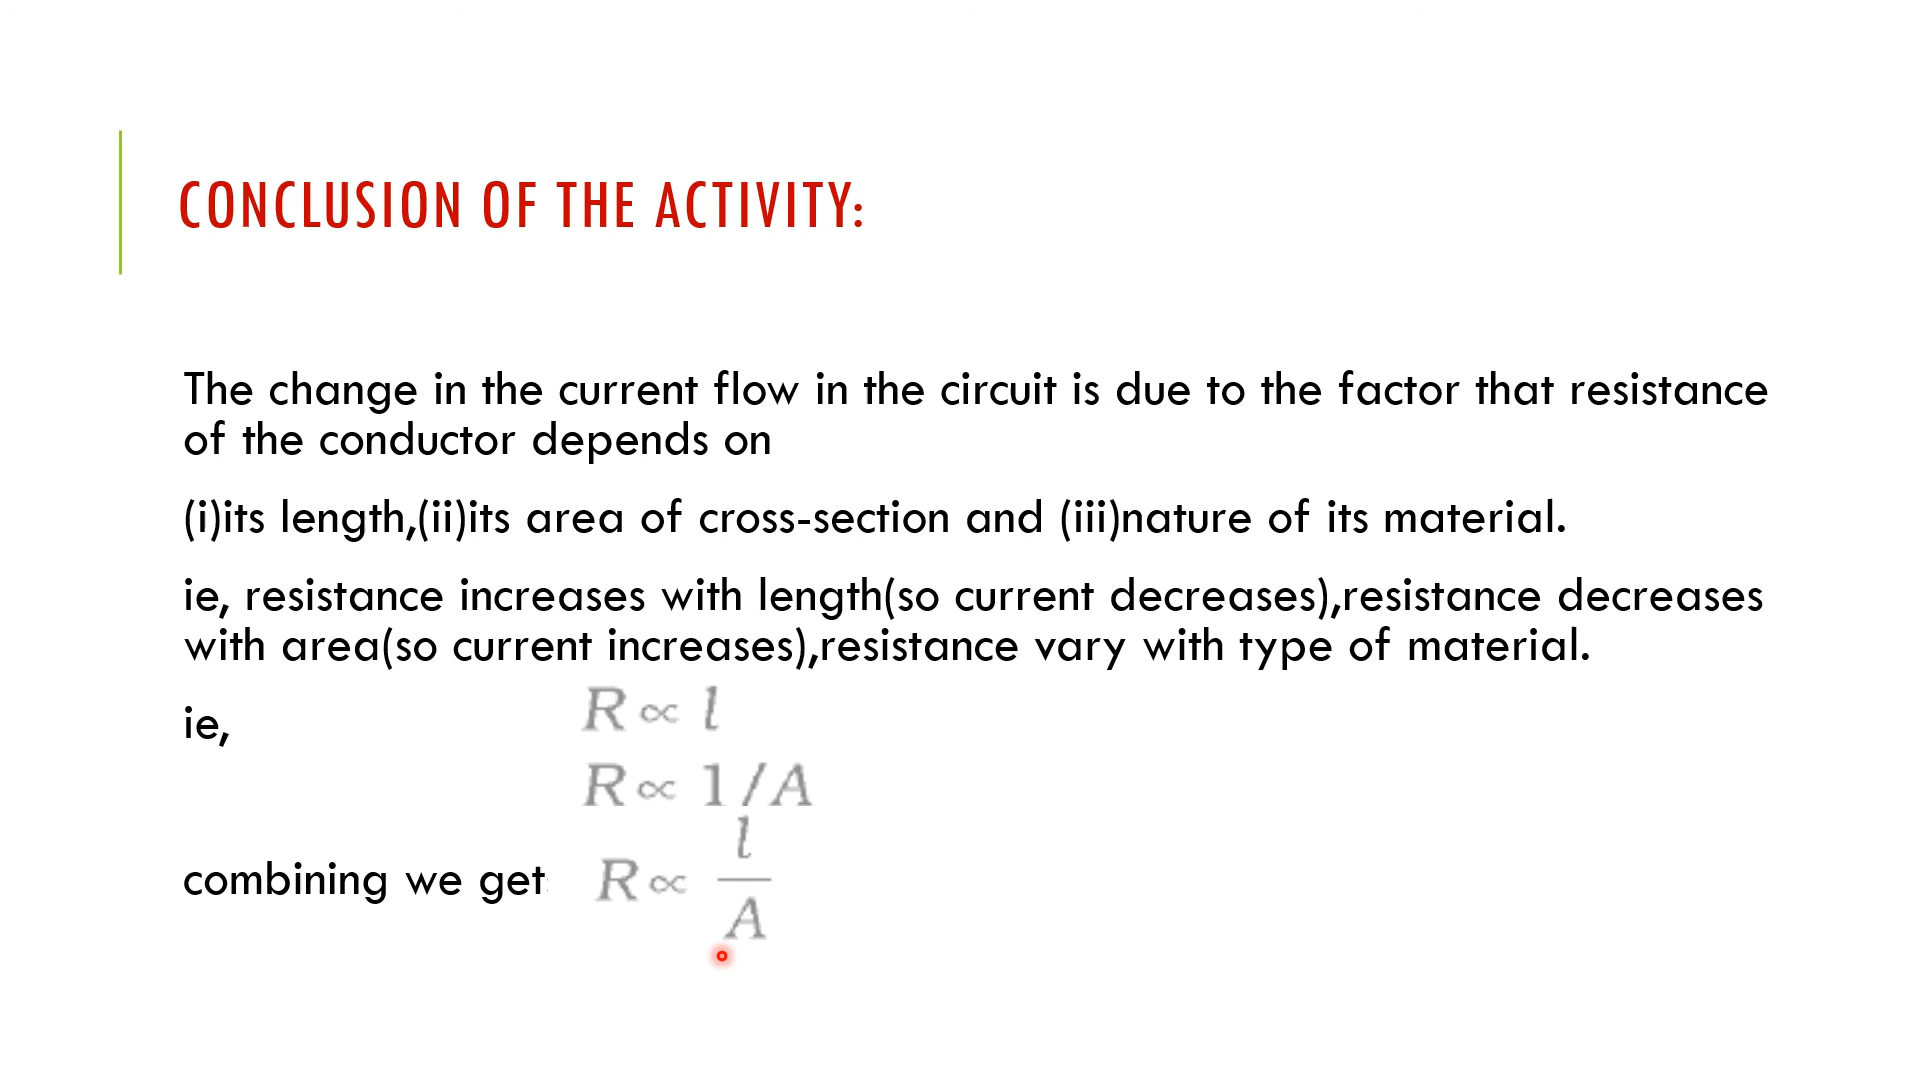 CONCLUSION OF THE ACTIVITY:
The change in the current flow in the circuit is due to the factor that resistance
of the conductor depends on
(i)its length,(ii)its area of cross-section and (iii)nature of its material.
ie, resistance increases with length(so current decreases),resistance decreases
with area(so current increases),resistance vary with type of material.
ie, R ∝ l
R ∝ 1/A
combining we get: R ∝ l/A